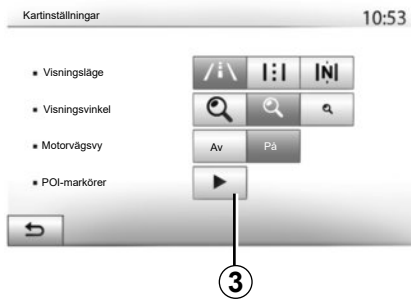 Kartinställningar 10:53
▪ Visningsläge |N|
▪ Visningsvinkel
▪ Motorvägsvy Av På
▪ POI-markörer
3